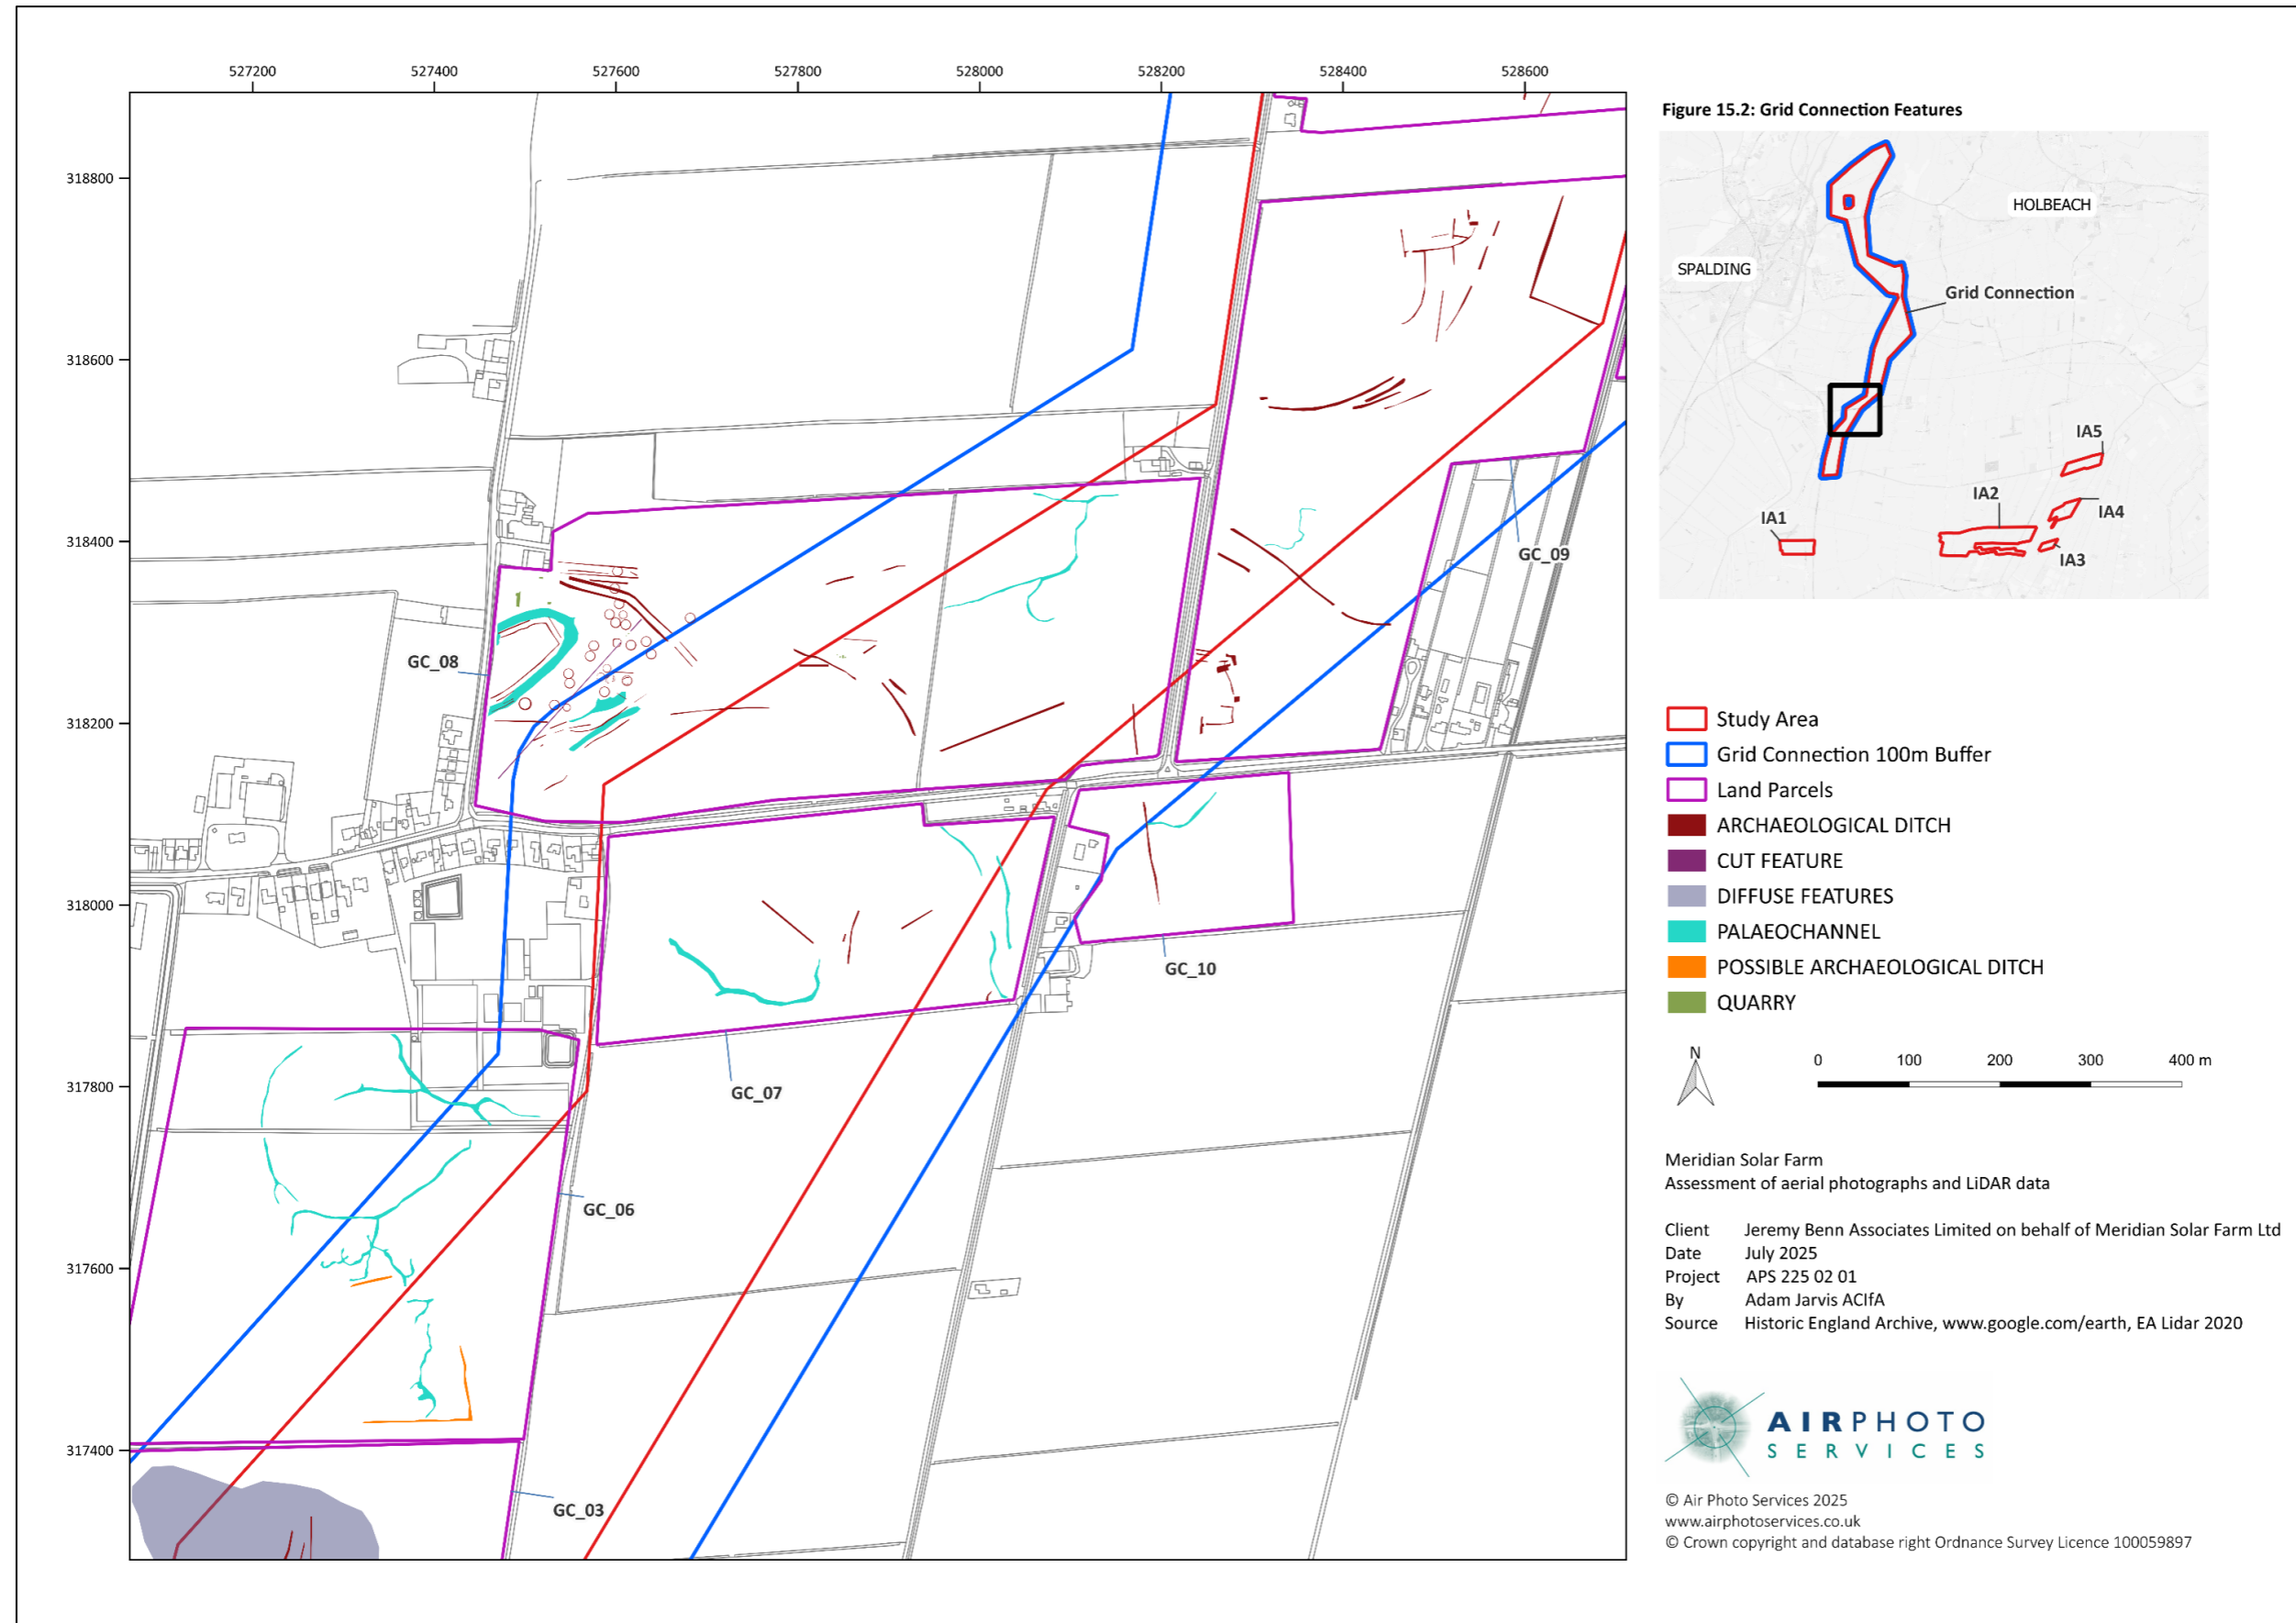 527200 527400 527600 527800 528000 528200 528400 528600
318800
318600
318400
318200
318000
317800
317600
317400
GC_09
GC_08
GC_10
GC_07
GC_06
GC_03
Figure 15.2: Grid Connection Features
HOLBEACH
SPALDING
Grid Connection
IA5
IA2
IA4
IA1
IA3
Study Area
Grid Connection 100m Buffer
Land Parcels
ARCHAEOLOGICAL DITCH
CUT FEATURE
DIFFUSE FEATURES
PALAEOCHANNEL
POSSIBLE ARCHAEOLOGICAL DITCH
QUARRY
N
0 100 200 300 400 m
Meridian Solar Farm
Assessment of aerial photographs and LiDAR data
Client Jeremy Benn Associates Limited on behalf of Meridian Solar Farm Ltd
Date July 2025
Project APS 225 02 01
By Adam Jarvis ACIfA
Source Historic England Archive, www.google.com/earth, EA Lidar 2020
AIRPHOTO
SERVICES
© Air Photo Services 2025
www.airphotoservices.co.uk
© Crown copyright and database right Ordnance Survey Licence 100059897